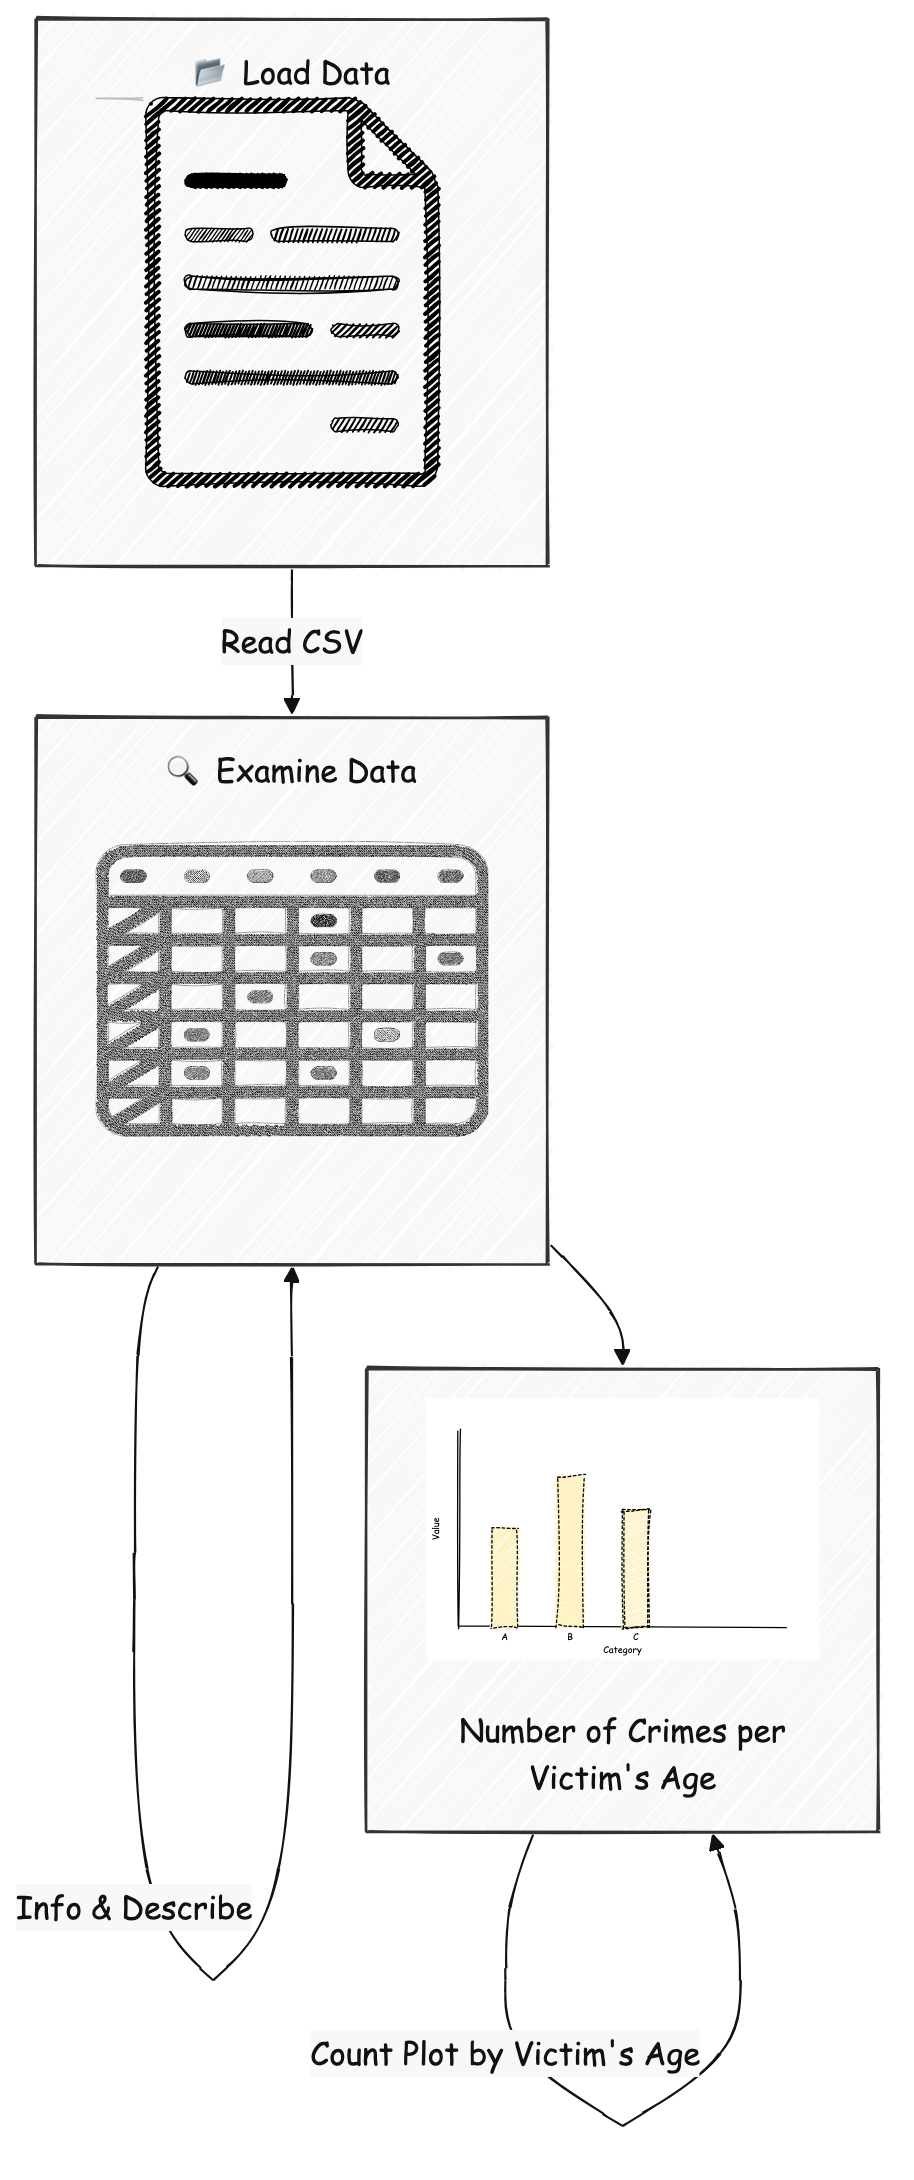 📂 Load Data
Read CSV
🔍 Examine Data
Value
A B C
Category
Number of Crimes per
Victim's Age
Info & Describe
Count Plot by Victim's Age